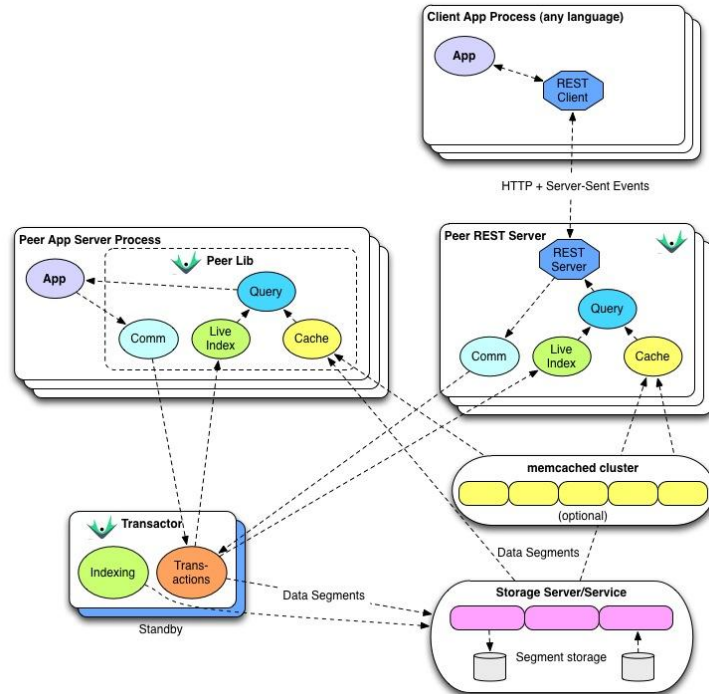 Client App Process (any language)
App
REST
Client
HTTP + Server-Sent Events
Peer App Server Process
Peer Lib
App
Query
Comm
Live
Index
Cache
Peer REST Server
REST
Server
Query
Comm
Live
Index
Cache
memcached cluster
(optional)
Transactor
Indexing
Trans-
actions
Standby
Data Segments
Data Segments
Storage Server/Service
Segment storage